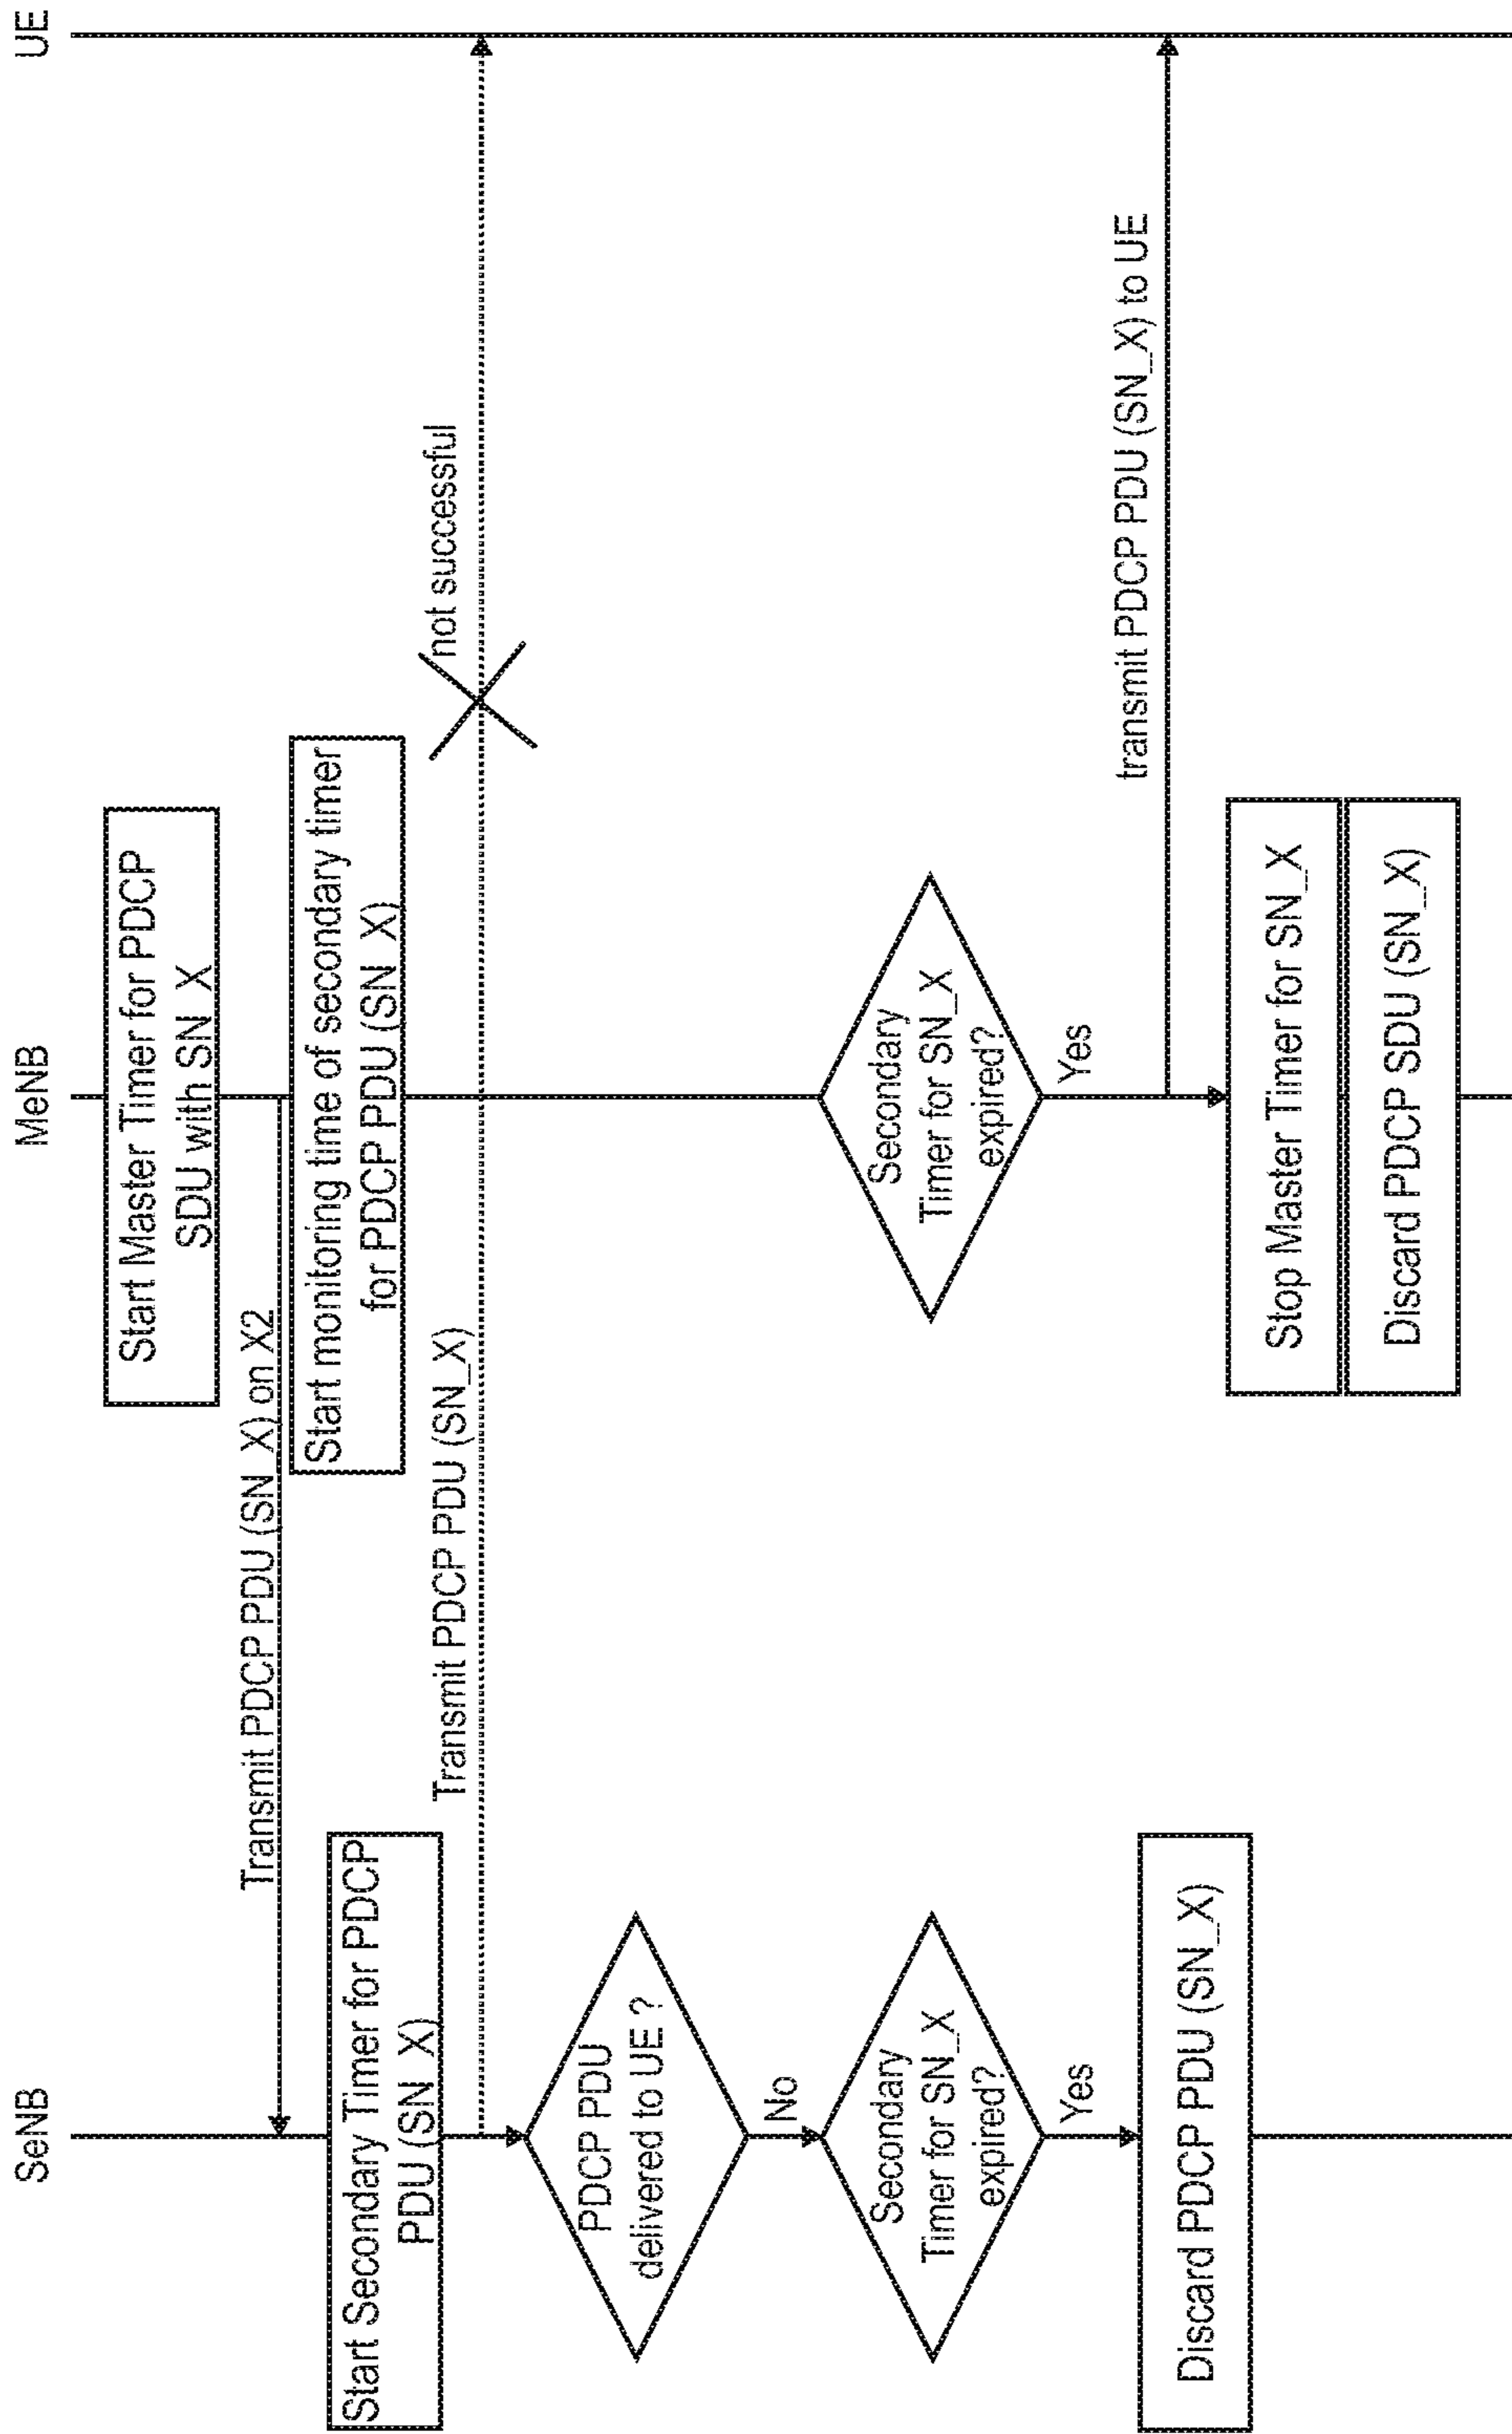 SeNB
MeNB
UE
Start Master Timer for PDCP
SDU with SN_X
Transmit PDCP PDU (SN_X) on X2
Start monitoring time of secondary timer
for PDCP PDU (SN_X)
Start Secondary Timer for PDCP
PDU (SN_X)
Transmit PDCP PDU (SN_X)
not successful
PDCP PDU
delivered to UE ?
No
Secondary
Timer for SN_X
expired?
Yes
Secondary
Timer for SN_X
expired?
Yes
transmit PDCP PDU (SN_X) to UE
Discard PDCP PDU (SN_X)
Stop Master Timer for SN_X
Discard PDCP SDU (SN_X)